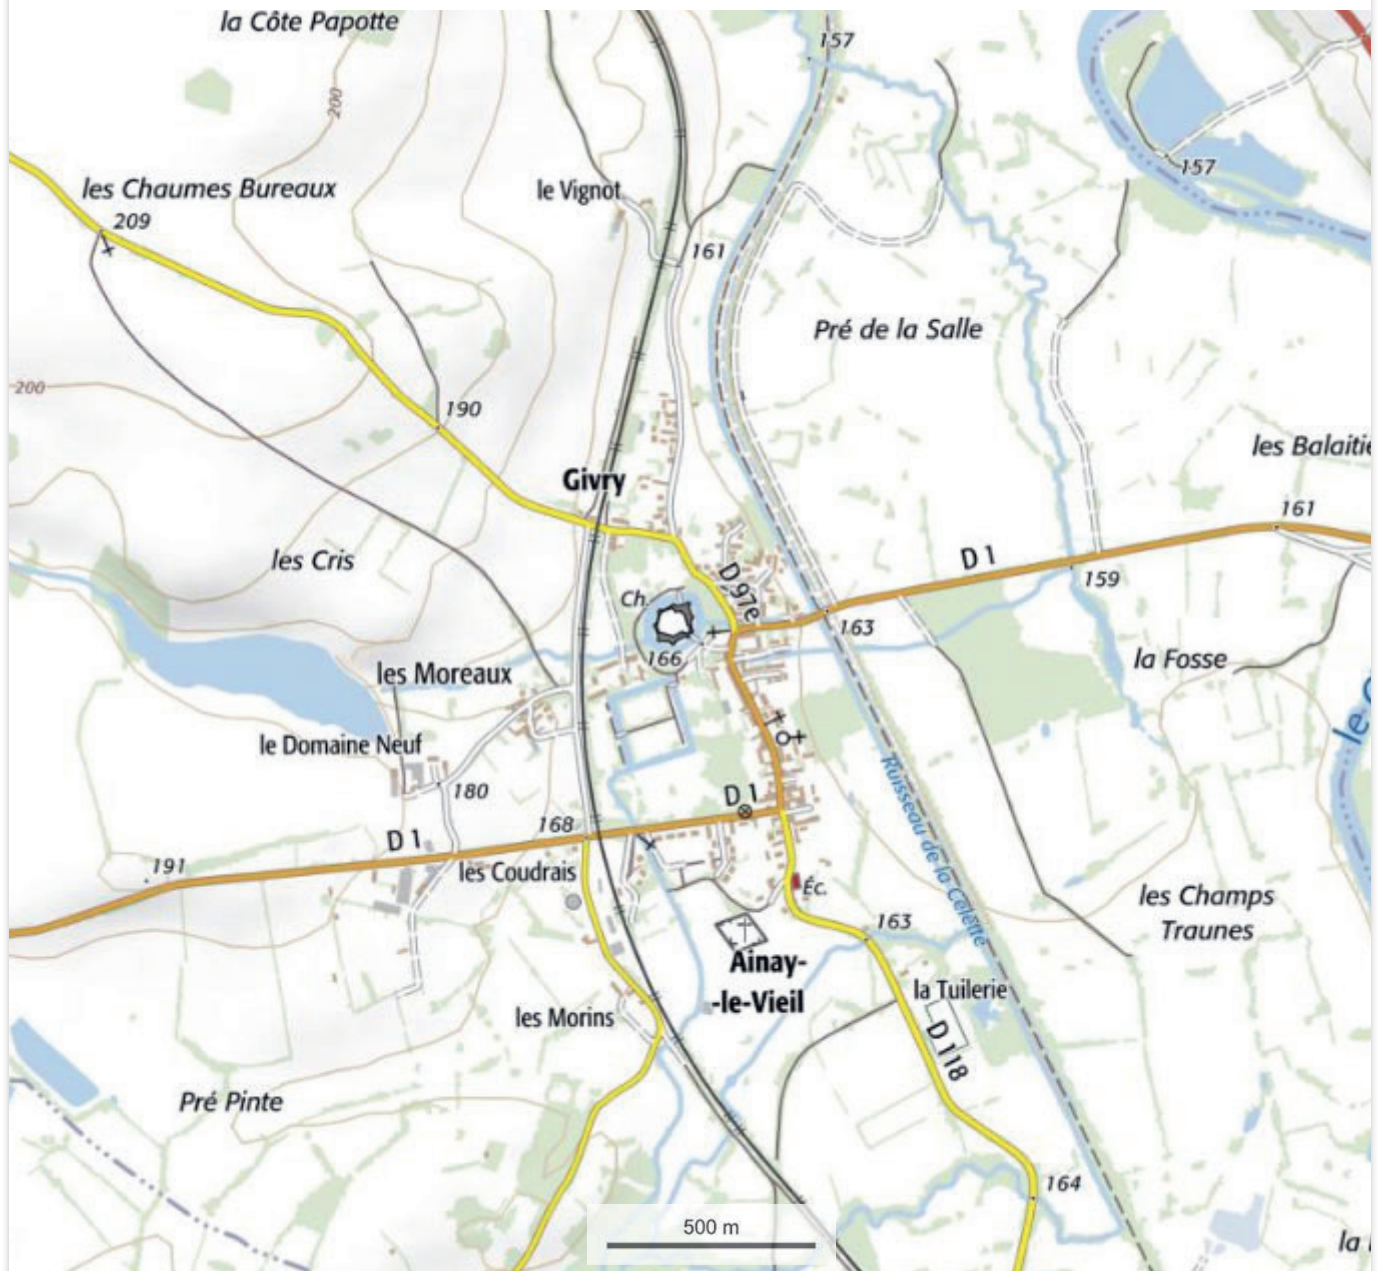 la Côte Papotte
157
200
157
les Chaumes Bureaux
le Vignot
209
161
Pré de la Salle
200
190
les Balaitie
Givry
161
les Cris
D 1
D 97e
159
Ch.
163
166
la Fosse
les Moreaux
le Domaine Neuf
Ruisseau de la Célette
180
D 1
168
D 1
191
les Coudrais
Éc.
les Champs
Traunes
163
Ainay-
-le-Vieil
la Tuilerie
les Morins
D 118
Pré Pinte
164
500 m